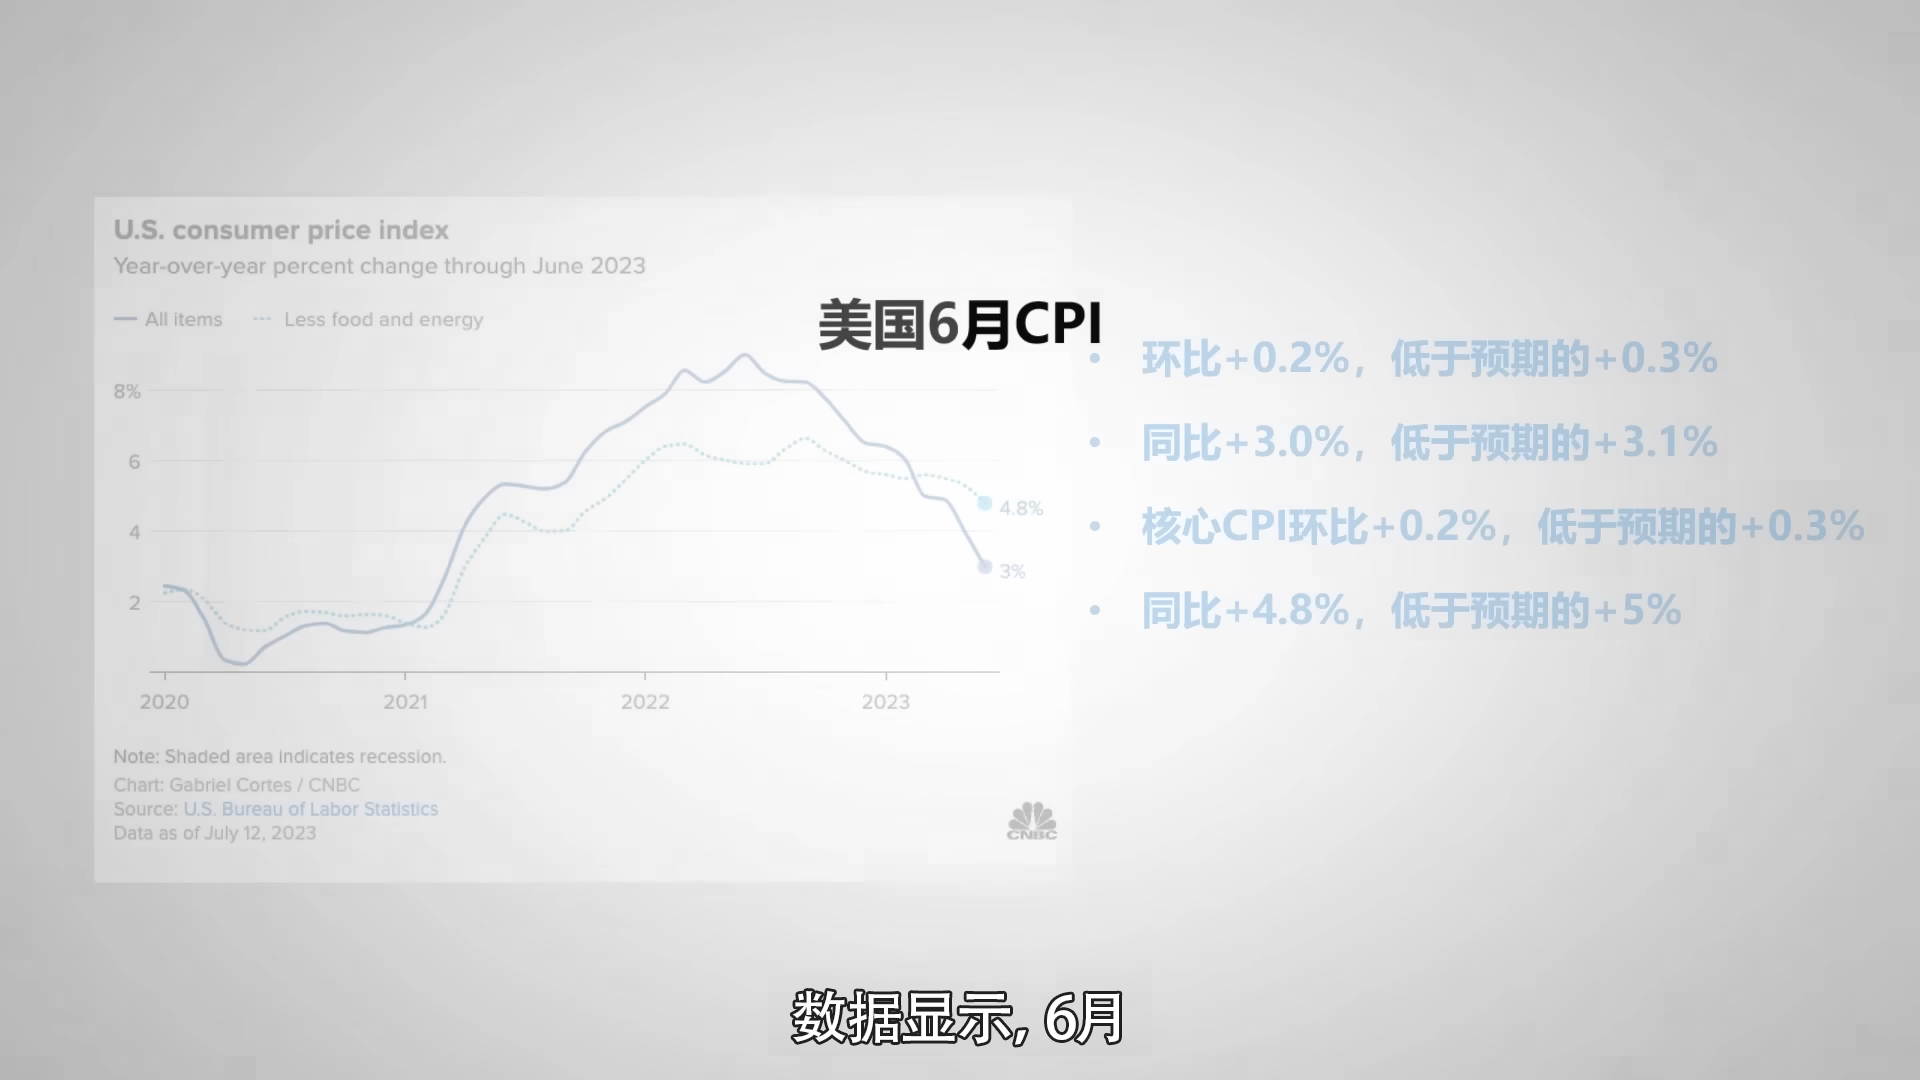 U.S. consumer price index
Year-over-year percent change through June 2023
All items
Less food and energy
8%
6
4
2
4.8%
3%
2020
2021
2022
2023
Note: Shaded area indicates recession.
Chart: Gabriel Cortes / CNBC
Source: U.S. Bureau of Labor Statistics
Data as of July 12, 2023
CNBC
美国6月CPI
• 环比+0.2%，低于预期的+0.3%
• 同比+3.0%，低于预期的+3.1%
• 核心CPI环比+0.2%，低于预期的+0.3%
• 同比+4.8%，低于预期的+5%
数据显示, 6月